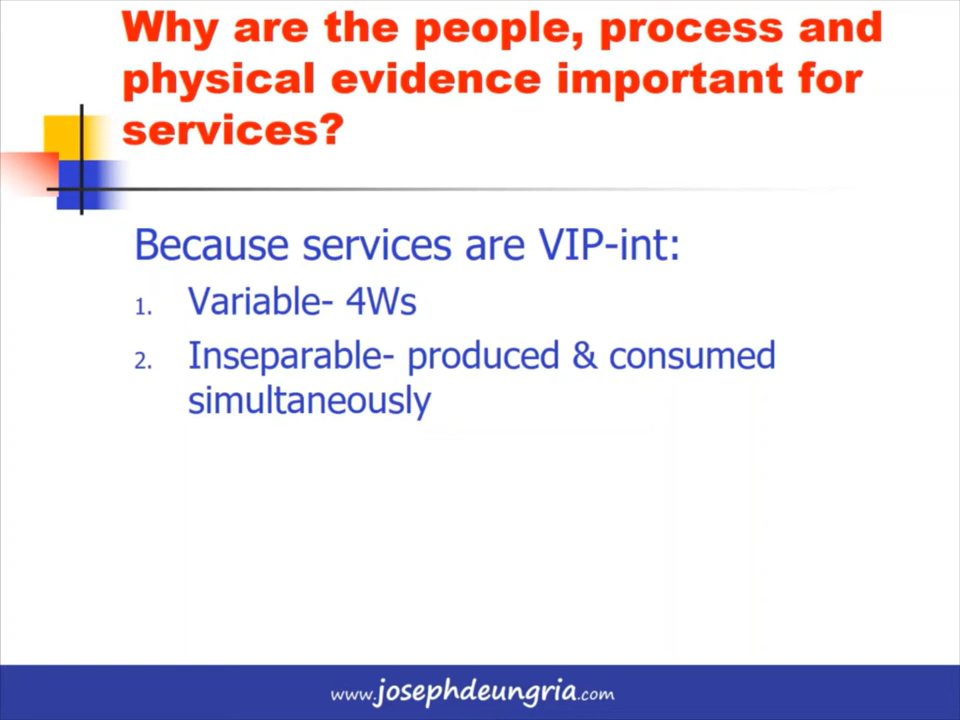 Why are the people, process and
physical evidence important for
services?
Because services are VIP-int:
1. Variable- 4Ws
2. Inseparable- produced & consumed
simultaneously
www.josephdeungria.com